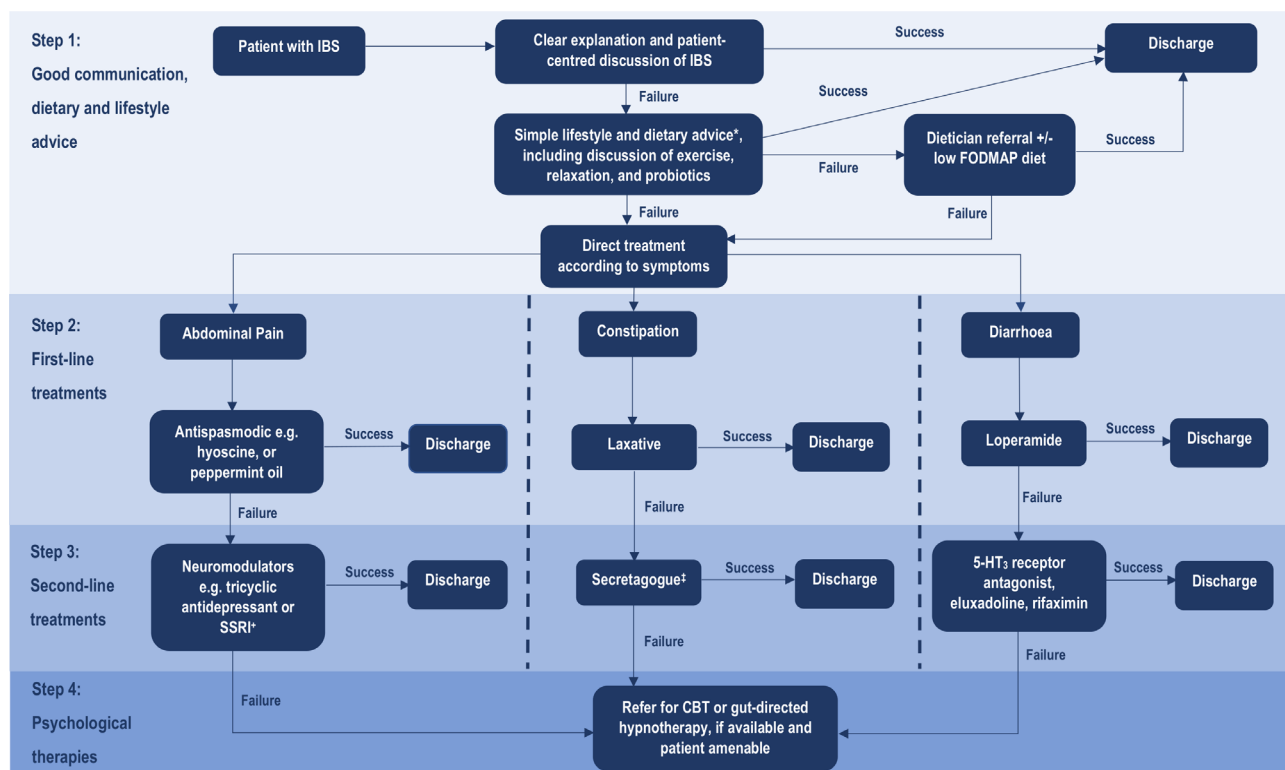 Step 1:
Good communication,
dietary and lifestyle
advice
Patient with IBS
Clear explanation and patient-
centred discussion of IBS
Success
Discharge
Failure
Success
Simple lifestyle and dietary advice*,
including discussion of exercise,
relaxation, and probiotics
Failure
Dietician referral +/-
low FODMAP diet
Success
Failure
Failure
Direct treatment
according to symptoms
Step 2:
First-line
treatments
Abdominal Pain
Constipation
Diarrhoea
Antispasmodic e.g.
hyoscine, or
peppermint oil
Success
Discharge
Laxative
Success
Discharge
Loperamide
Success
Discharge
Failure
Failure
Failure
Step 3:
Second-line
treatments
Neuromodulators
e.g. tricyclic
antidepressant or
SSRI⁺
Success
Discharge
Secretagogue‡
Success
Discharge
5-HT₃ receptor
antagonist,
eluxadoline, rifaximin
Success
Discharge
Failure
Failure
Failure
Step 4:
Psychological
therapies
Refer for CBT or gut-directed
hypnotherapy, if available and
patient amenable